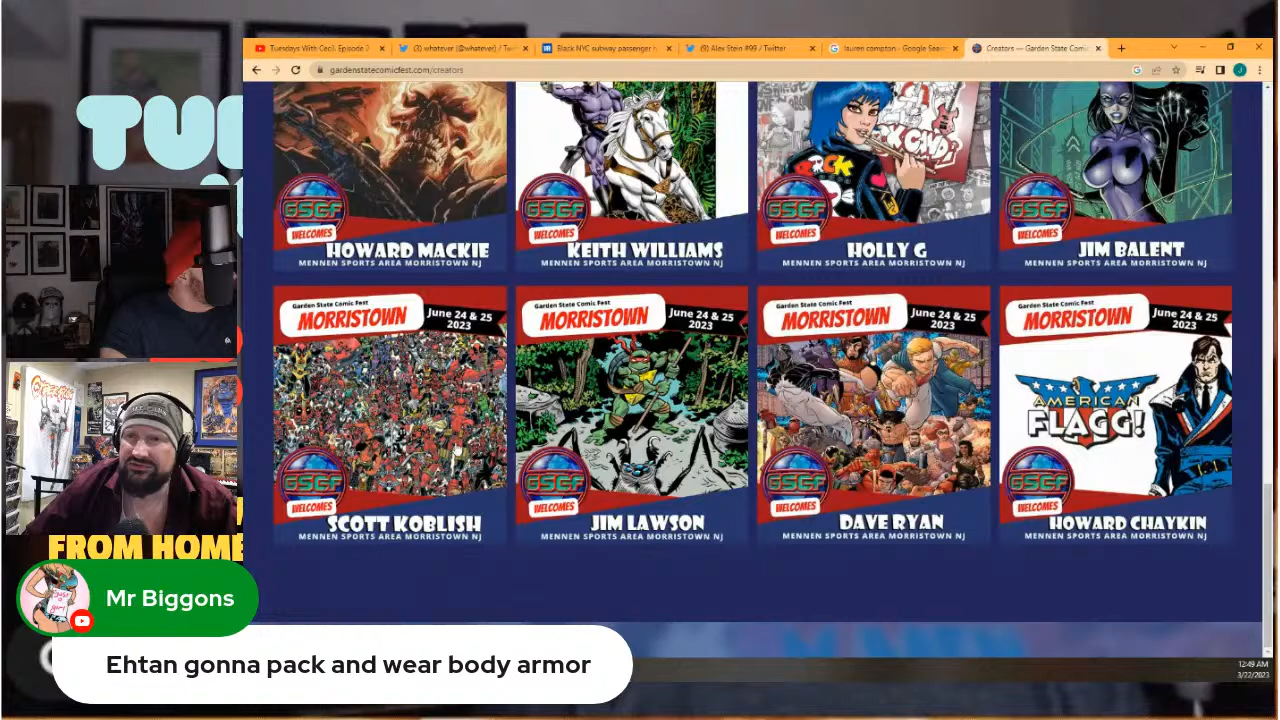 Tuesdays With Cecil: Episode
(3) whatever (@whatever) / Tw
Black NYC subway passenger h
(9) Alex Stein #99 / Twitter
lauren compton - Google Sea
Creators — Garden State Comic
gardenstatecomicfest.com/creators
TU
GSCF
WELCOMES
HOWARD MACKIE
MENNEN SPORTS AREA MORRISTOWN NJ
GSCF
WELCOMES
KEITH WILLIAMS
MENNEN SPORTS AREA MORRISTOWN NJ
ROCK
GSCF
WELCOMES
HOLLY G
MENNEN SPORTS AREA MORRISTOWN NJ
GSCF
WELCOMES
JIM BALENT
MENNEN SPORTS AREA MORRISTOWN NJ
Garden State Comic Fest
MORRISTOWN
June 24 & 25
2023
GSCF
WELCOMES
SCOTT KOBLISH
MENNEN SPORTS AREA MORRISTOWN NJ
Garden State Comic Fest
MORRISTOWN
June 24 & 25
2023
GSCF
WELCOMES
JIM LAWSON
MENNEN SPORTS AREA MORRISTOWN NJ
Garden State Comic Fest
MORRISTOWN
June 24 & 25
2023
GSCF
WELCOMES
DAVE RYAN
MENNEN SPORTS AREA MORRISTOWN NJ
Garden State Comic Fest
MORRISTOWN
June 24 & 25
2023
AMERICAN
FLAGG!
GSCF
WELCOMES
HOWARD CHAYKIN
MENNEN SPORTS AREA MORRISTOWN NJ
FROM HOME
Mr Biggons
Ehtan gonna pack and wear body armor
12:49 AM
3/22/2023